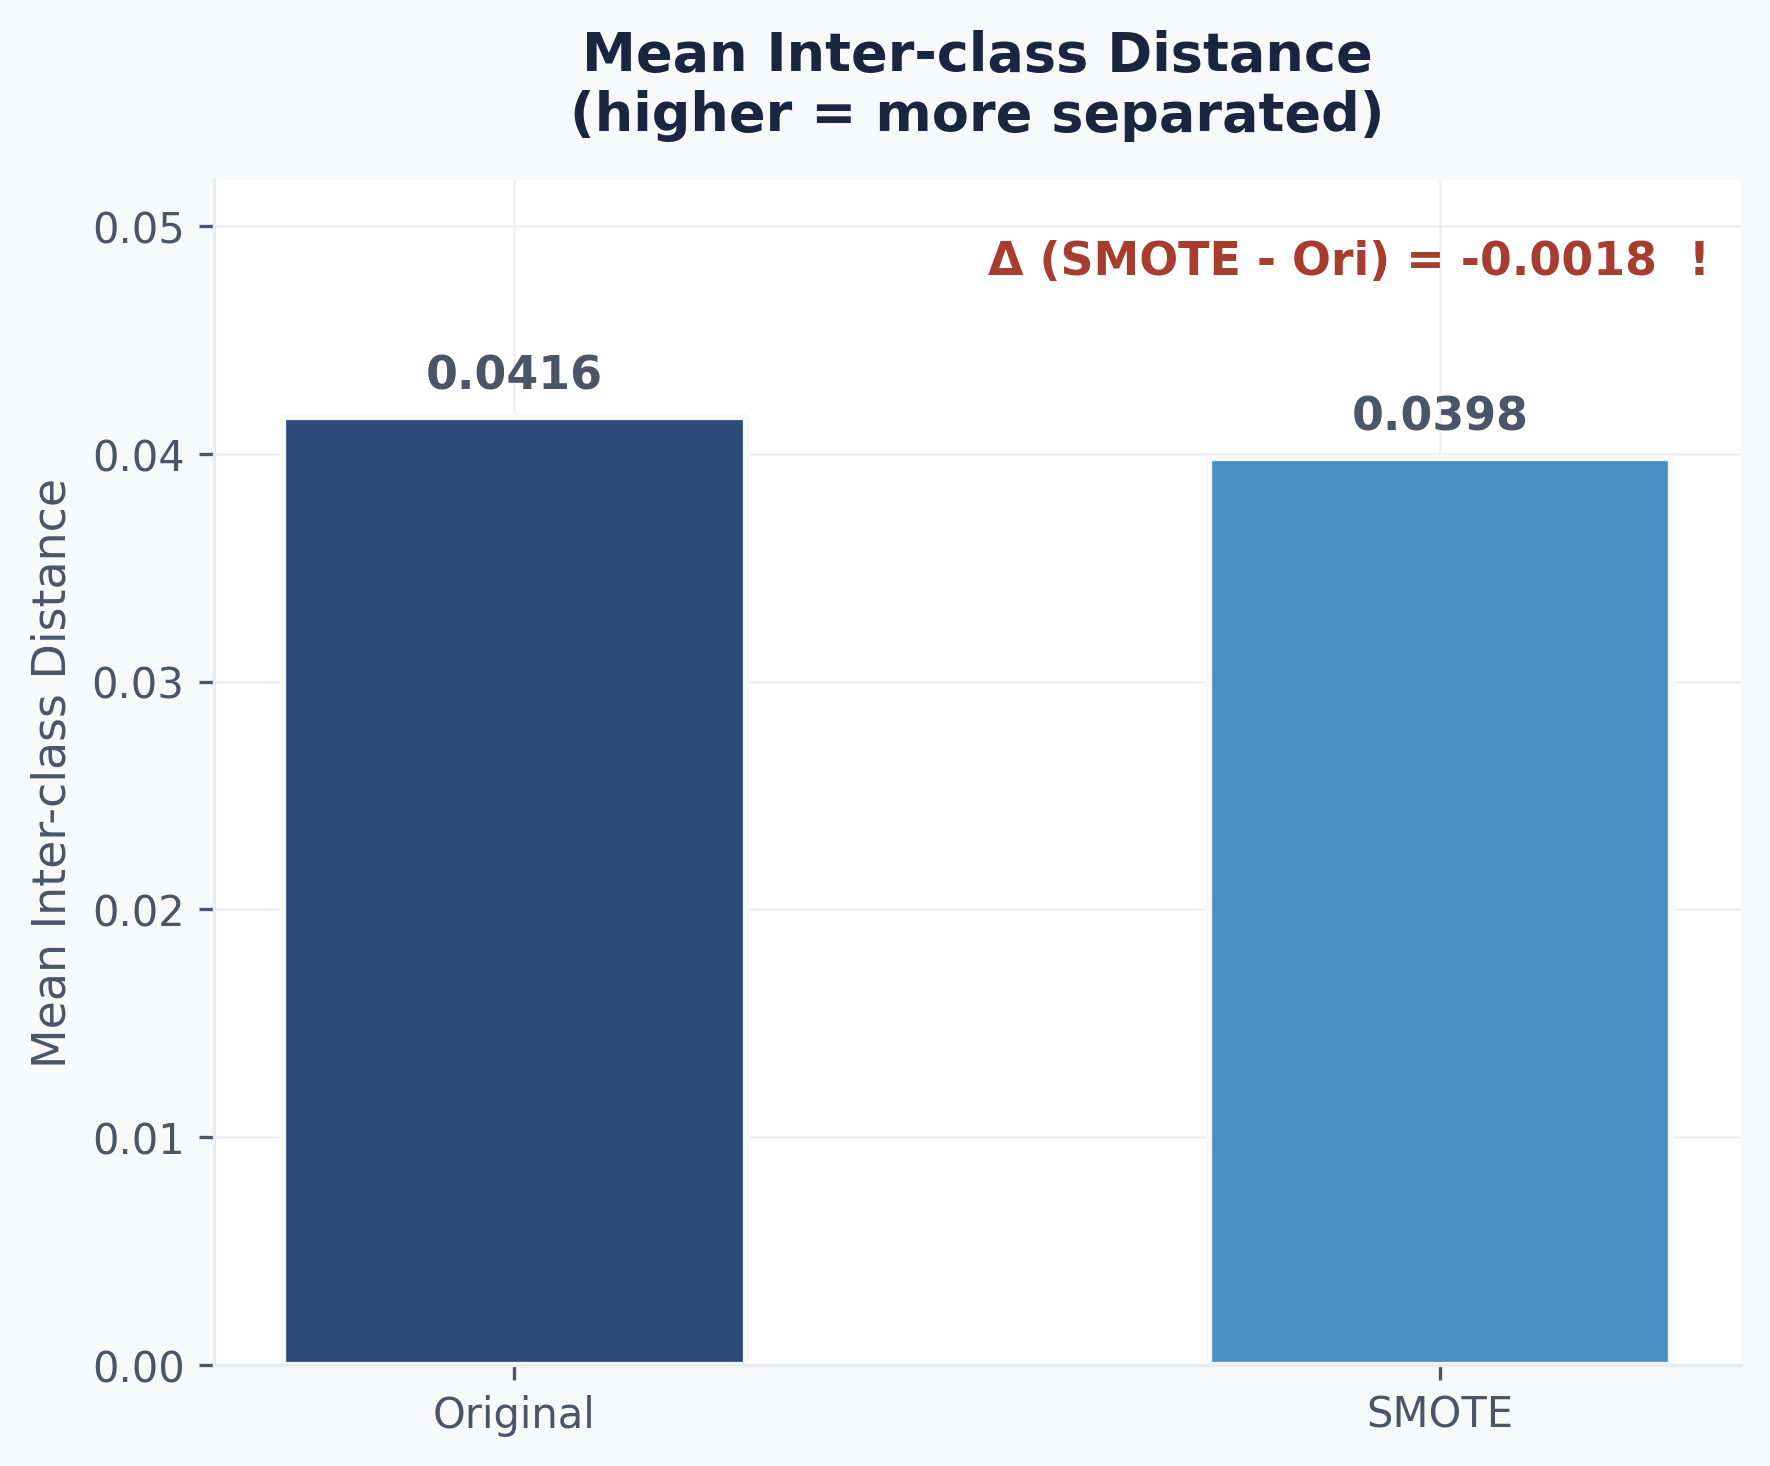 Mean Inter-class Distance
(higher = more separated)
Δ (SMOTE - Ori) = -0.0018 !
0.0416
0.0398
Mean Inter-class Distance
0.05
0.04
0.03
0.02
0.01
0.00
Original
SMOTE